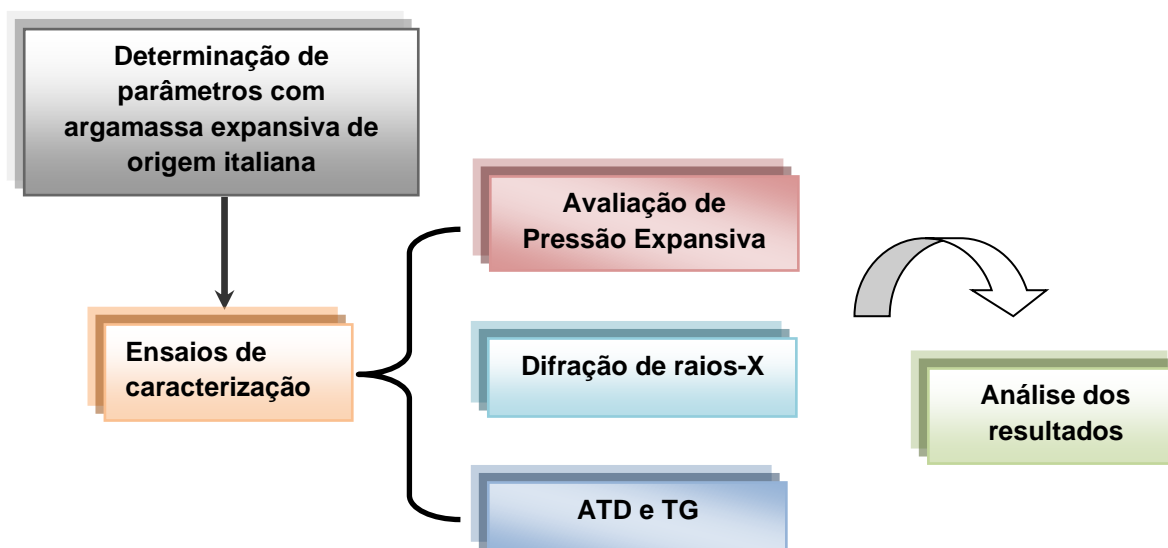 Determinação de
parâmetros com
argamassa expansiva de
origem italiana
Ensaios de
caracterização
Avaliação de
Pressão Expansiva
Difração de raios-X
ATD e TG
Análise dos
resultados